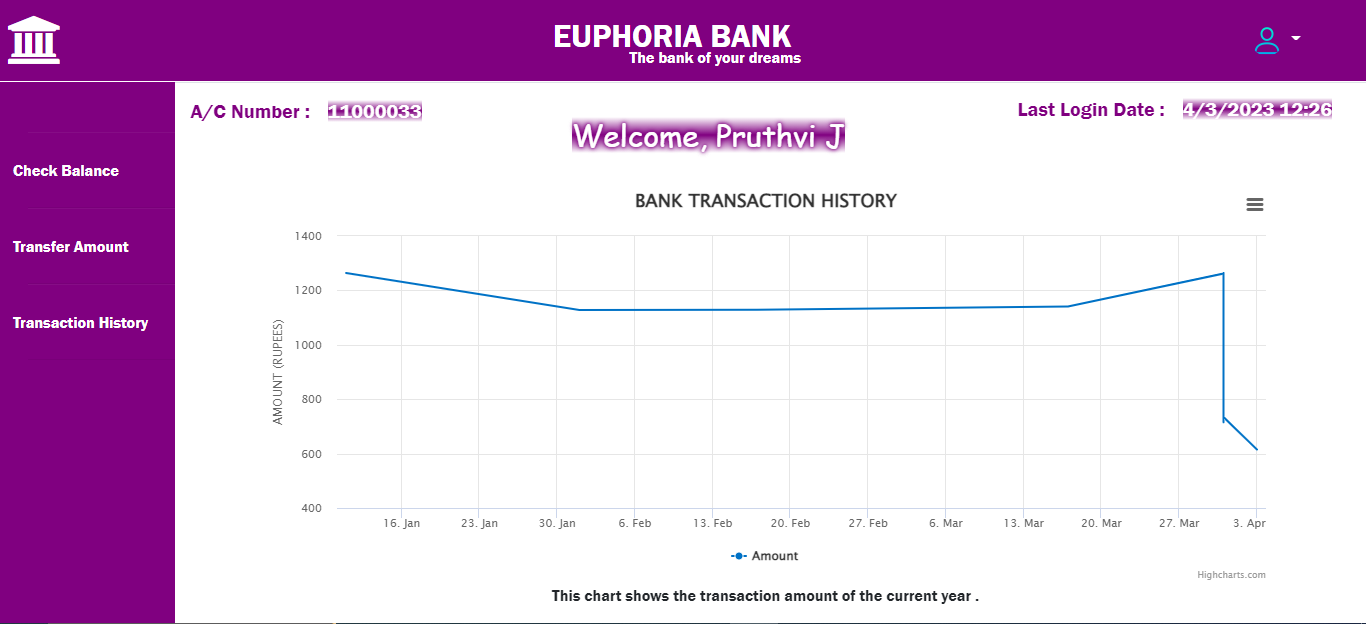 EUPHORIA BANK
The bank of your dreams
A/C Number : 11000033
Last Login Date : 4/3/2023 12:26
Welcome, Pruthvi J
Check Balance
Transfer Amount
Transaction History
BANK TRANSACTION HISTORY
AMOUNT (RUPEES)
1400
1200
1000
800
600
400
16. Jan 23. Jan 30. Jan 6. Feb 13. Feb 20. Feb 27. Feb 6. Mar 13. Mar 20. Mar 27. Mar 3. Apr
Amount
Highcharts.com
This chart shows the transaction amount of the current year .